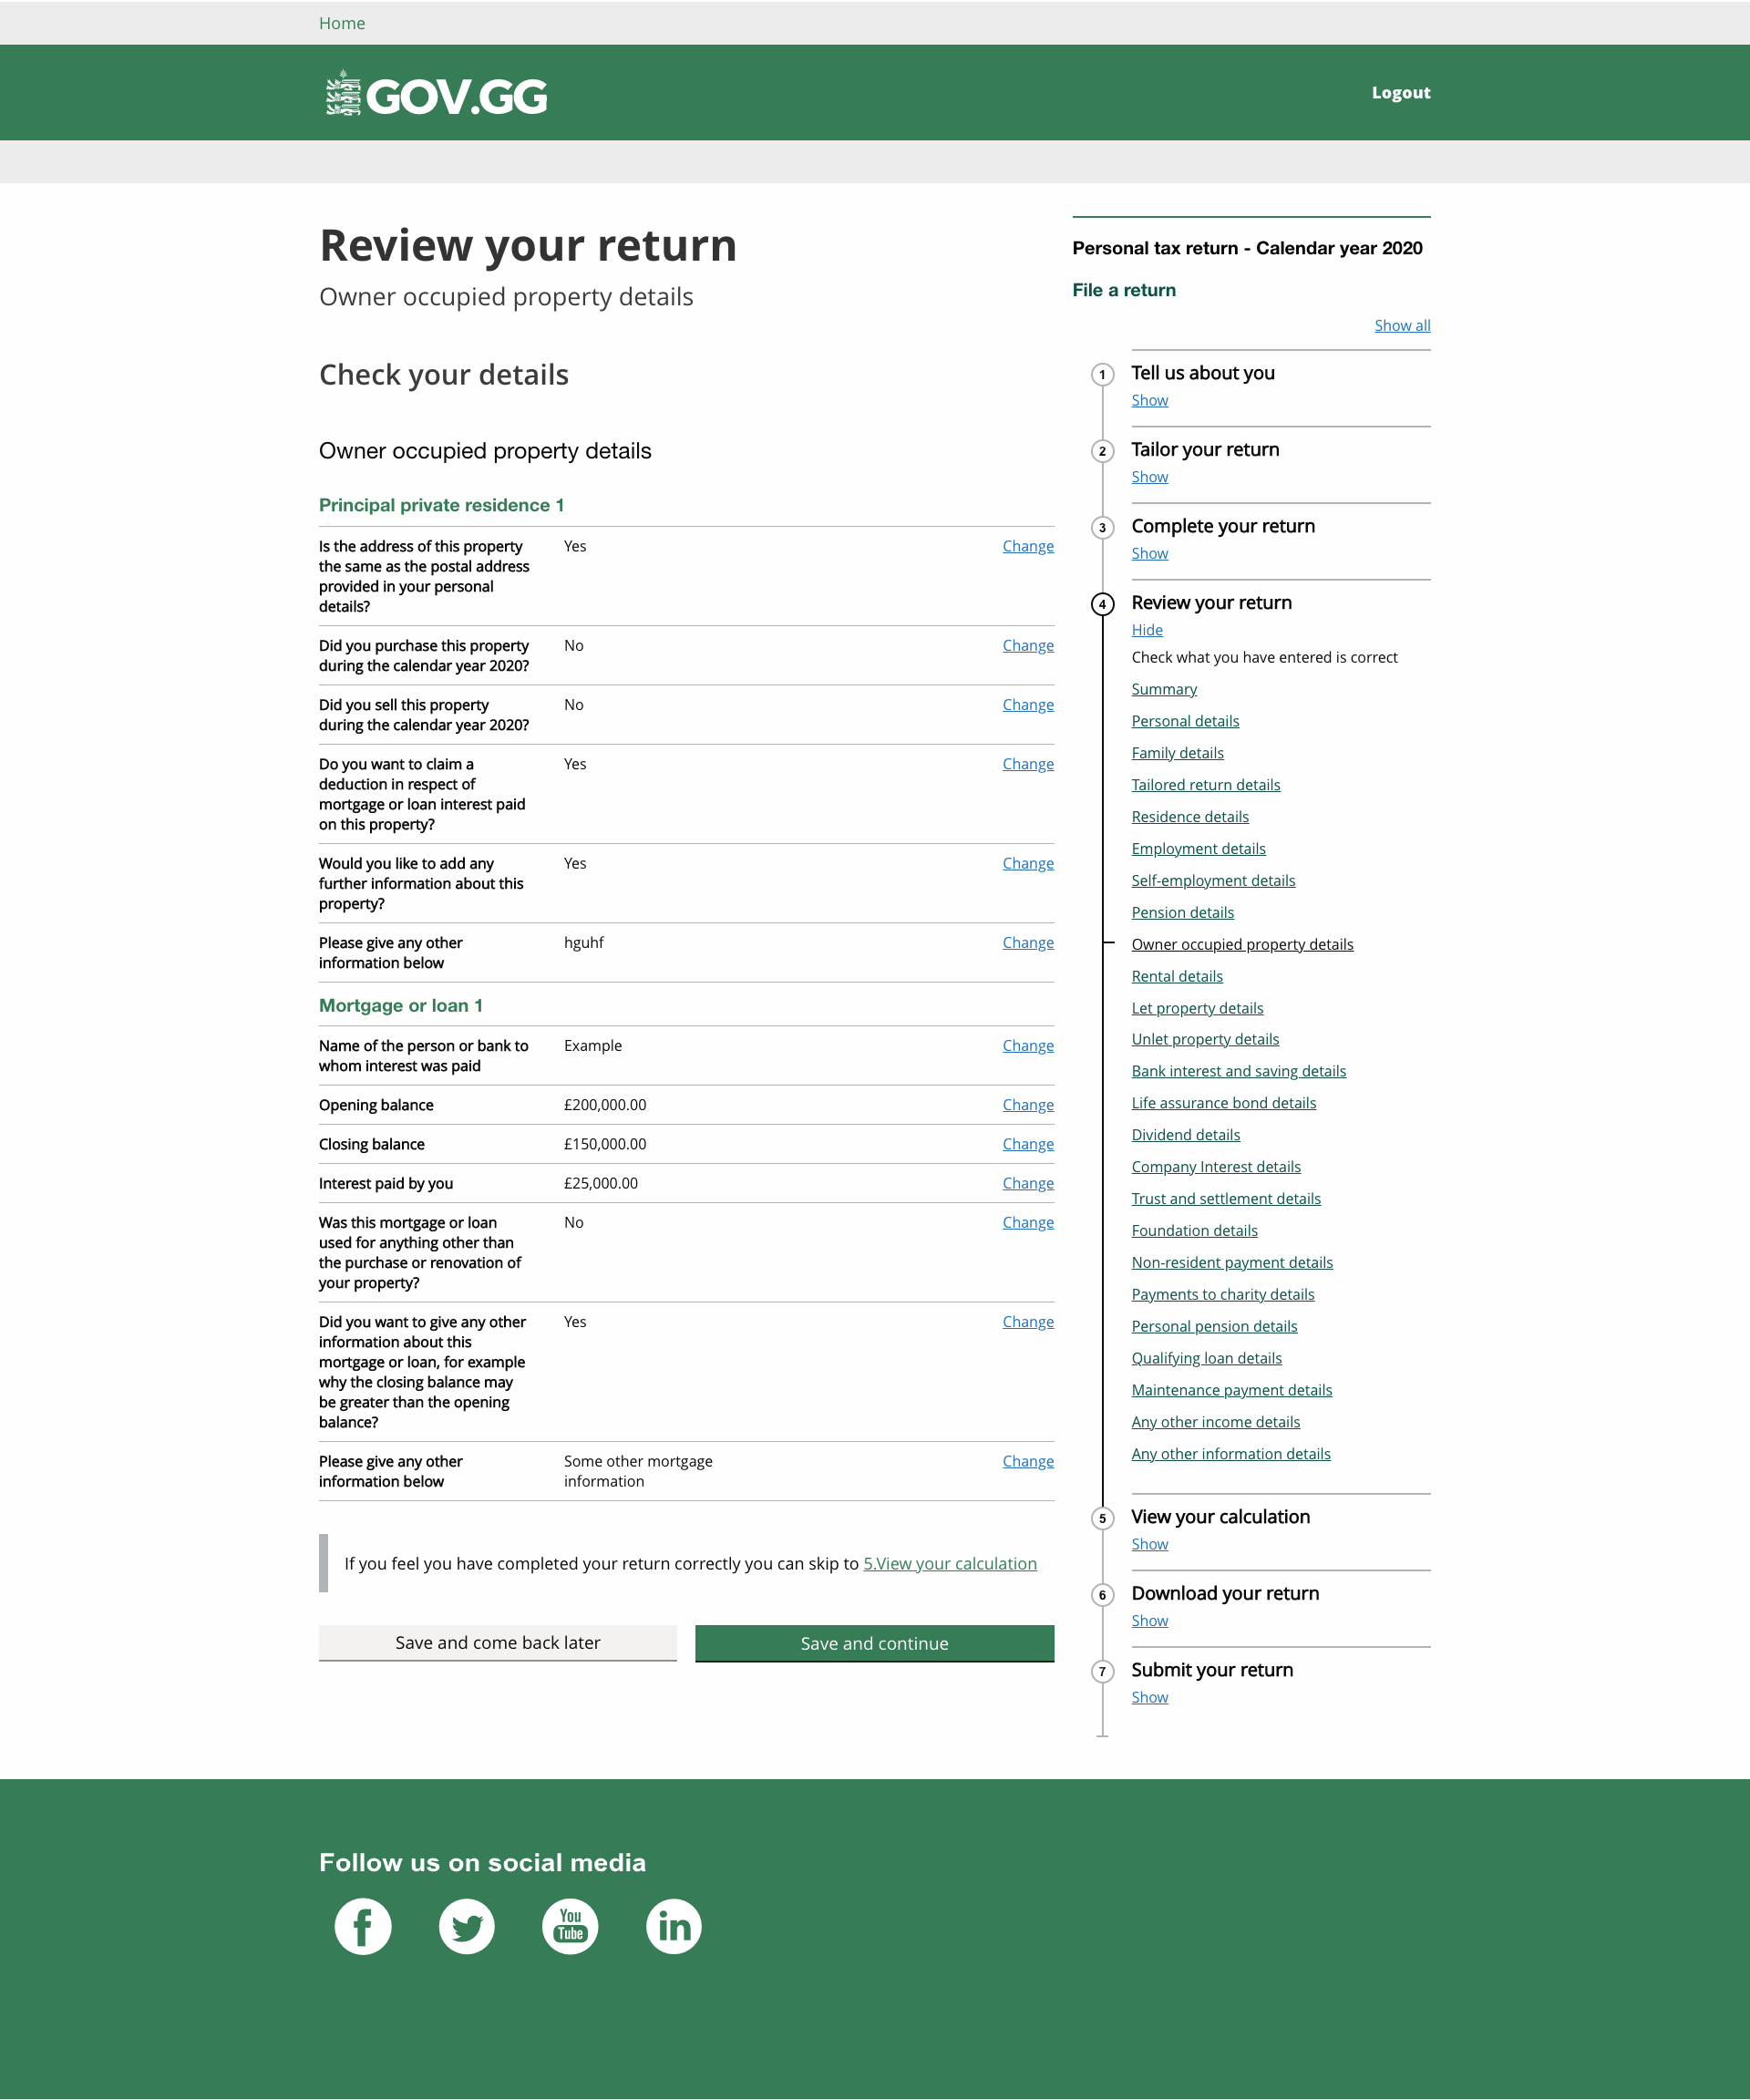 Home
GOV.GG
Logout
Review your return
Owner occupied property details
Check your details
Owner occupied property details
Principal private residence 1
Is the address of this property Yes Change
the same as the postal address
provided in your personal
details?
Did you purchase this property No Change
during the calendar year 2020?
Did you sell this property No Change
during the calendar year 2020?
Do you want to claim a Yes Change
deduction in respect of
mortgage or loan interest paid
on this property?
Would you like to add any Yes Change
further information about this
property?
Please give any other hguhf Change
information below
Mortgage or loan 1
Name of the person or bank to Example Change
whom interest was paid
Opening balance £200,000.00 Change
Closing balance £150,000.00 Change
Interest paid by you £25,000.00 Change
Was this mortgage or loan No Change
used for anything other than
the purchase or renovation of
your property?
Did you want to give any other Yes Change
information about this
mortgage or loan, for example
why the closing balance may
be greater than the opening
balance?
Please give any other Some other mortgage Change
information below information
If you feel you have completed your return correctly you can skip to 5.View your calculation
Save and come back later
Save and continue
Personal tax return - Calendar year 2020
File a return
Show all
1 Tell us about you
Show
2 Tailor your return
Show
3 Complete your return
Show
4 Review your return
Hide
Check what you have entered is correct
Summary
Personal details
Family details
Tailored return details
Residence details
Employment details
Self-employment details
Pension details
Owner occupied property details
Rental details
Let property details
Unlet property details
Bank interest and saving details
Life assurance bond details
Dividend details
Company Interest details
Trust and settlement details
Foundation details
Non-resident payment details
Payments to charity details
Personal pension details
Qualifying loan details
Maintenance payment details
Any other income details
Any other information details
5 View your calculation
Show
6 Download your return
Show
7 Submit your return
Show
Follow us on social media
f
You
Tube
in